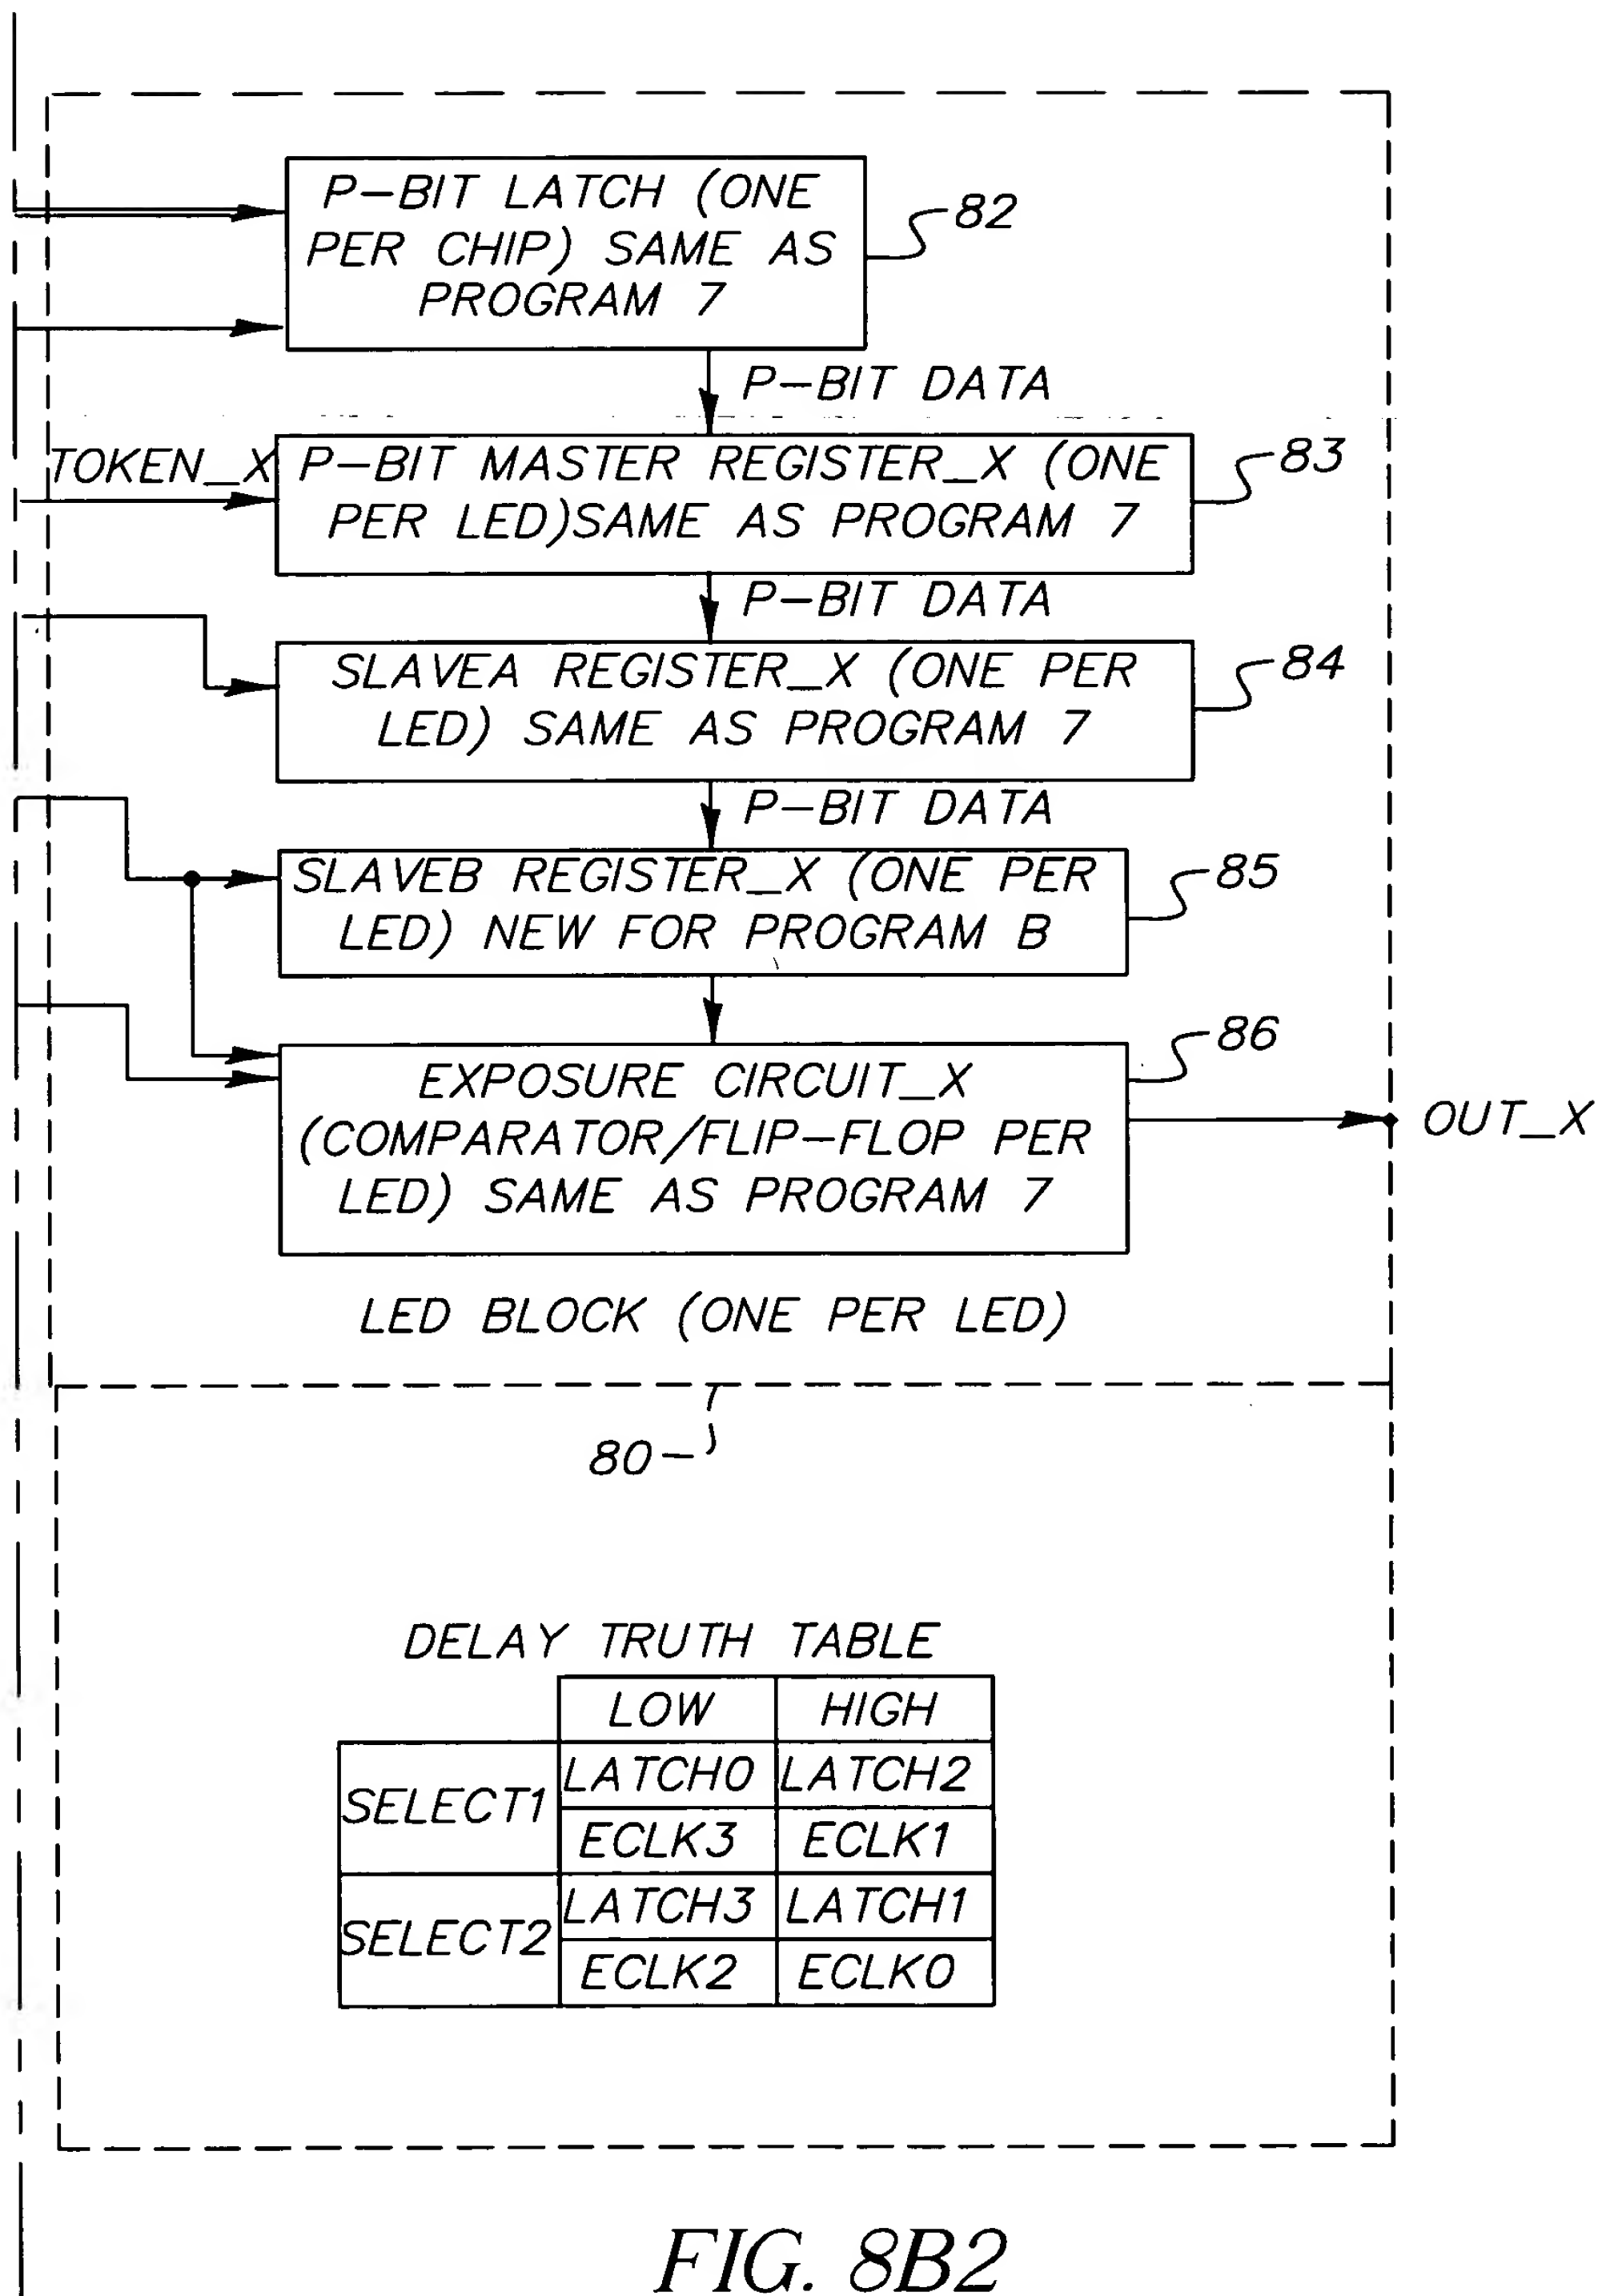 P-BIT LATCH (ONE
PER CHIP) SAME AS
PROGRAM 7
82
P-BIT DATA
TOKEN_X
P-BIT MASTER REGISTER_X (ONE
PER LED)SAME AS PROGRAM 7
83
P-BIT DATA
SLAVEA REGISTER_X (ONE PER
LED) SAME AS PROGRAM 7
84
P-BIT DATA
SLAVEB REGISTER_X (ONE PER
LED) NEW FOR PROGRAM B
85
EXPOSURE CIRCUIT_X
(COMPARATOR/FLIP-FLOP PER
LED) SAME AS PROGRAM 7
86
OUT_X
LED BLOCK (ONE PER LED)
80
DELAY TRUTH TABLE
LOW HIGH
SELECT1
LATCH0 LATCH2
ECLK3 ECLK1
SELECT2
LATCH3 LATCH1
ECLK2 ECLK0
FIG. 8B2